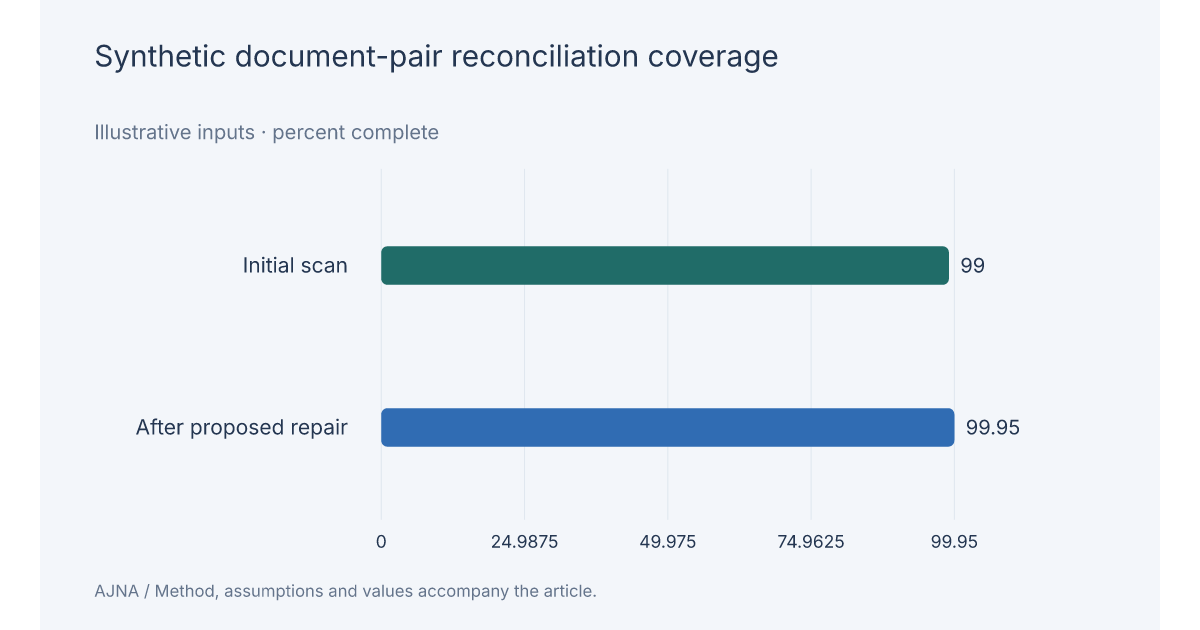 Synthetic document-pair reconciliation coverage
Illustrative inputs · percent complete
Initial scan 99
After proposed repair 99.95
0 24.9875 49.975 74.9625 99.95
AJNA / Method, assumptions and values accompany the article.